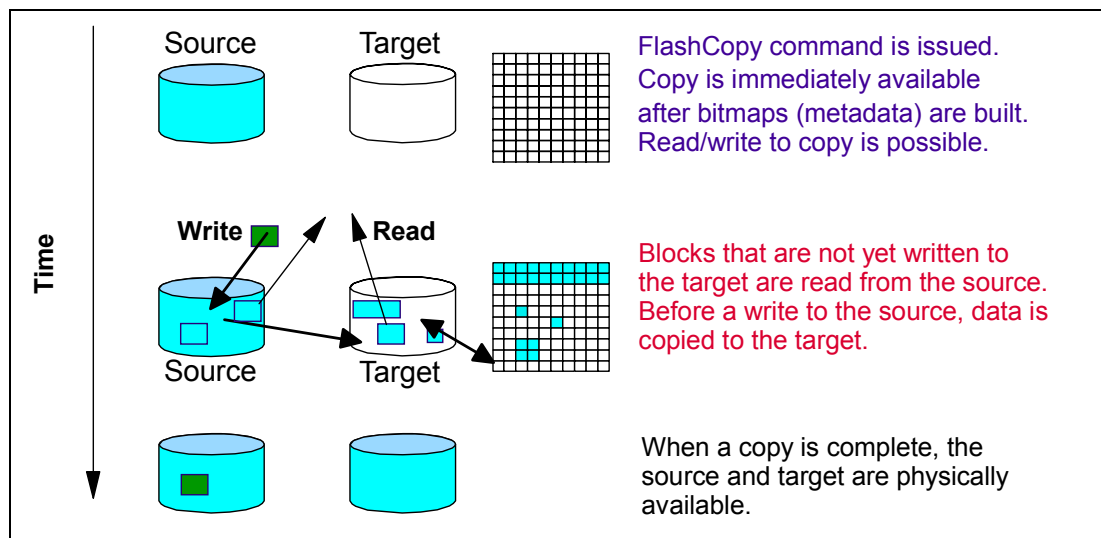 Source
Target
FlashCopy command is issued.
Copy is immediately available
after bitmaps (metadata) are built.
Read/write to copy is possible.
Time
Write
Read
Blocks that are not yet written to
the target are read from the source.
Before a write to the source, data is
copied to the target.
Source
Target
When a copy is complete, the
source and target are physically
available.